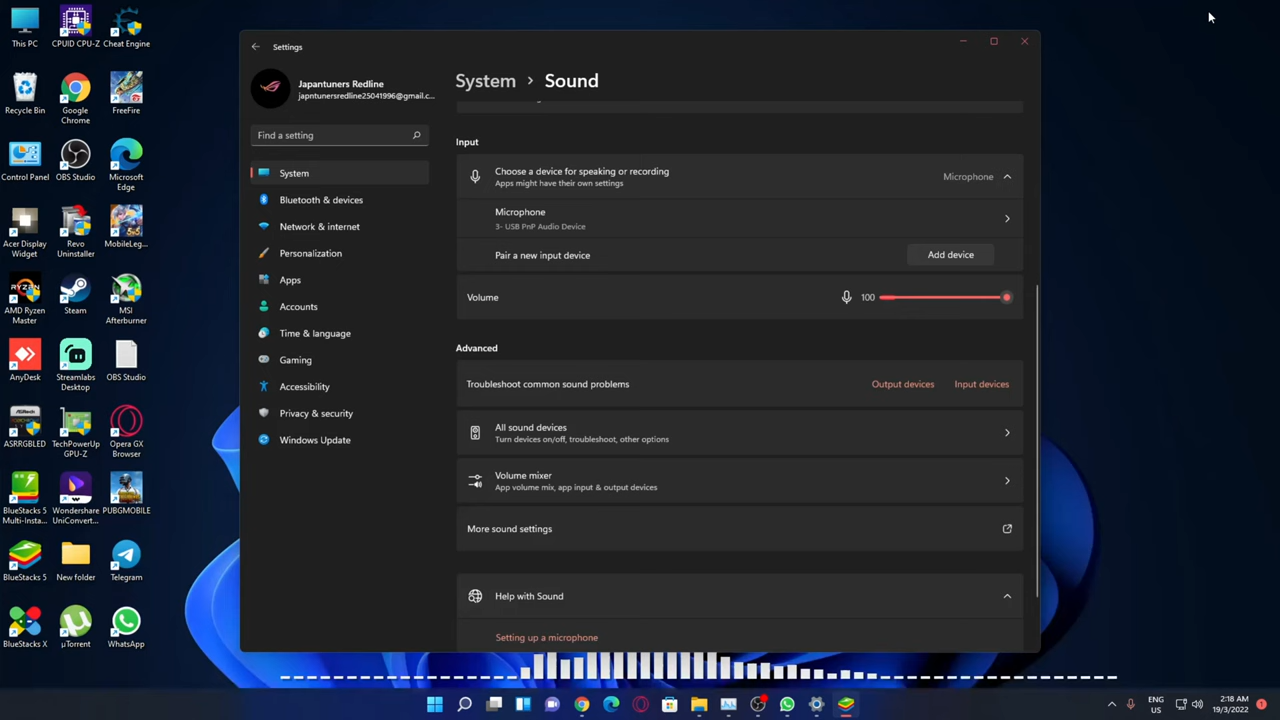 This PC
CPUID CPU-Z
Cheat Engine
Recycle Bin
Google
Chrome
FreeFire
Control Panel
OBS Studio
Microsoft
Edge
Acer Display
Widget
Revo
Uninstaller
MobileLeg...
AMD Ryzen
Master
Steam
MSI
Afterburner
AnyDesk
Streamlabs
Desktop
OBS Studio
ASRRGBLED
TechPowerUp
GPU-Z
Opera GX
Browser
BlueStacks 5
Multi-Insta...
Wondershare
UniConvert...
PUBGMOBILE
BlueStacks 5
New folder
Telegram
BlueStacks X
µTorrent
WhatsApp
Settings
Japantuners Redline
japntunersredline25041996@gmail.c...
Find a setting
System
Bluetooth & devices
Network & internet
Personalization
Apps
Accounts
Time & language
Gaming
Accessibility
Privacy & security
Windows Update
System > Sound
Input
Choose a device for speaking or recording
Apps might have their own settings
Microphone
Microphone
3- USB PnP Audio Device
Pair a new input device
Add device
Volume
100
Advanced
Troubleshoot common sound problems
Output devices
Input devices
All sound devices
Turn devices on/off, troubleshoot, other options
Volume mixer
App volume mix, app input & output devices
More sound settings
Help with Sound
Setting up a microphone
ENG
US
2:18 AM
19/3/2022
1